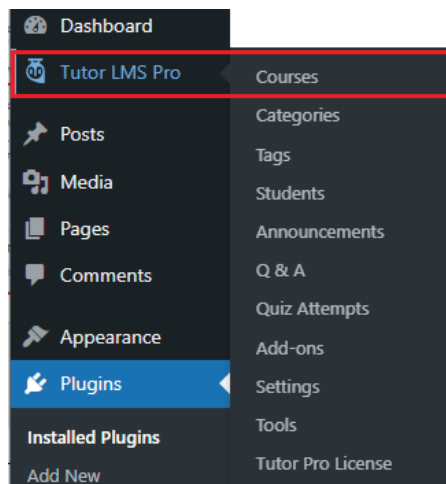 Dashboard
Tutor LMS Pro
Courses
Categories
Posts
Tags
Media
Students
Pages
Announcements
Comments
Q & A
Quiz Attempts
Appearance
Add-ons
Plugins
Settings
Installed Plugins
Tools
Add New
Tutor Pro License